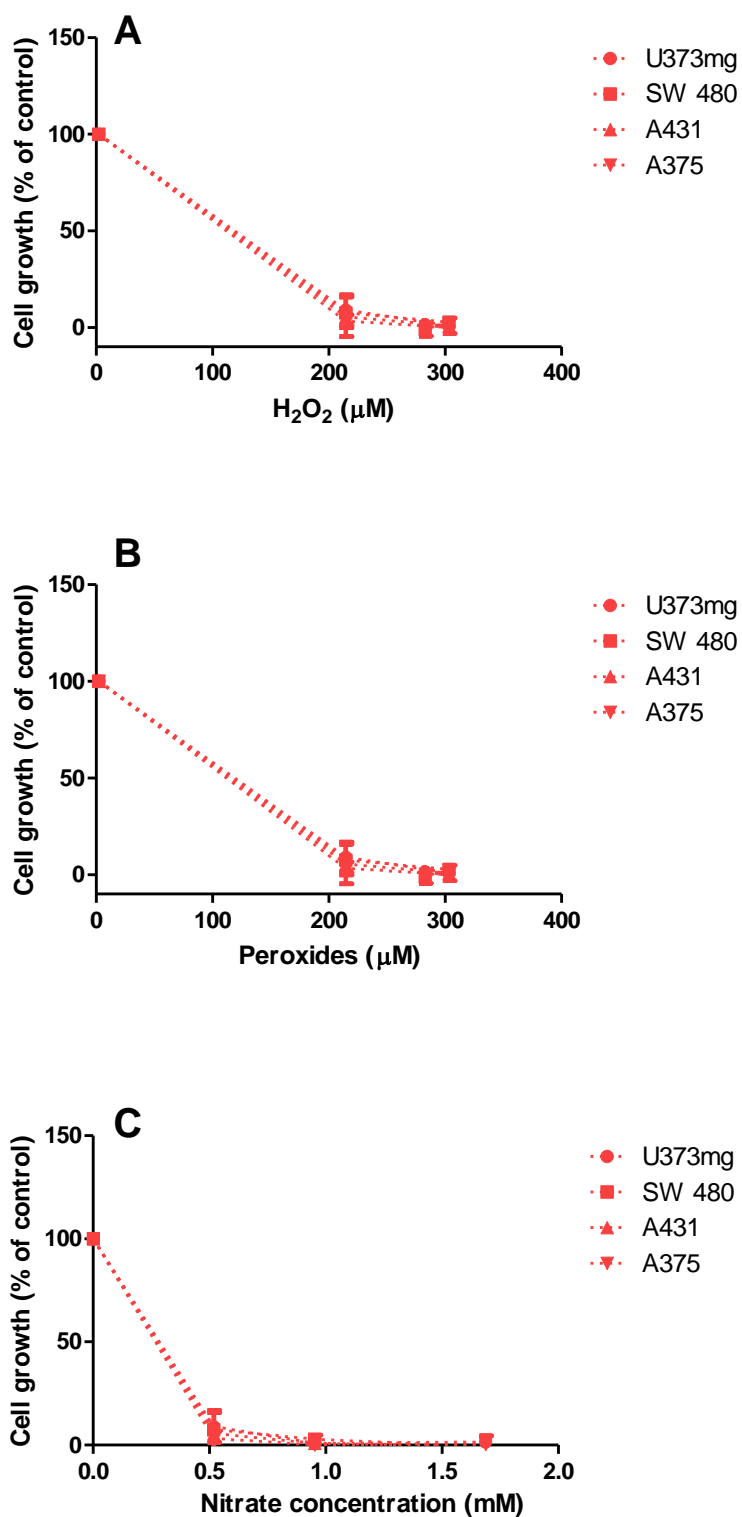 A
Cell growth (% of control)
150
100
50
0
0 100 200 300 400
H₂O₂ (μM)
U373mg
SW 480
A431
A375
B
Cell growth (% of control)
150
100
50
0
0 100 200 300 400
Peroxides (μM)
U373mg
SW 480
A431
A375
C
Cell growth (% of control)
150
100
50
0
0.0 0.5 1.0 1.5 2.0
Nitrate concentration (mM)
U373mg
SW 480
A431
A375